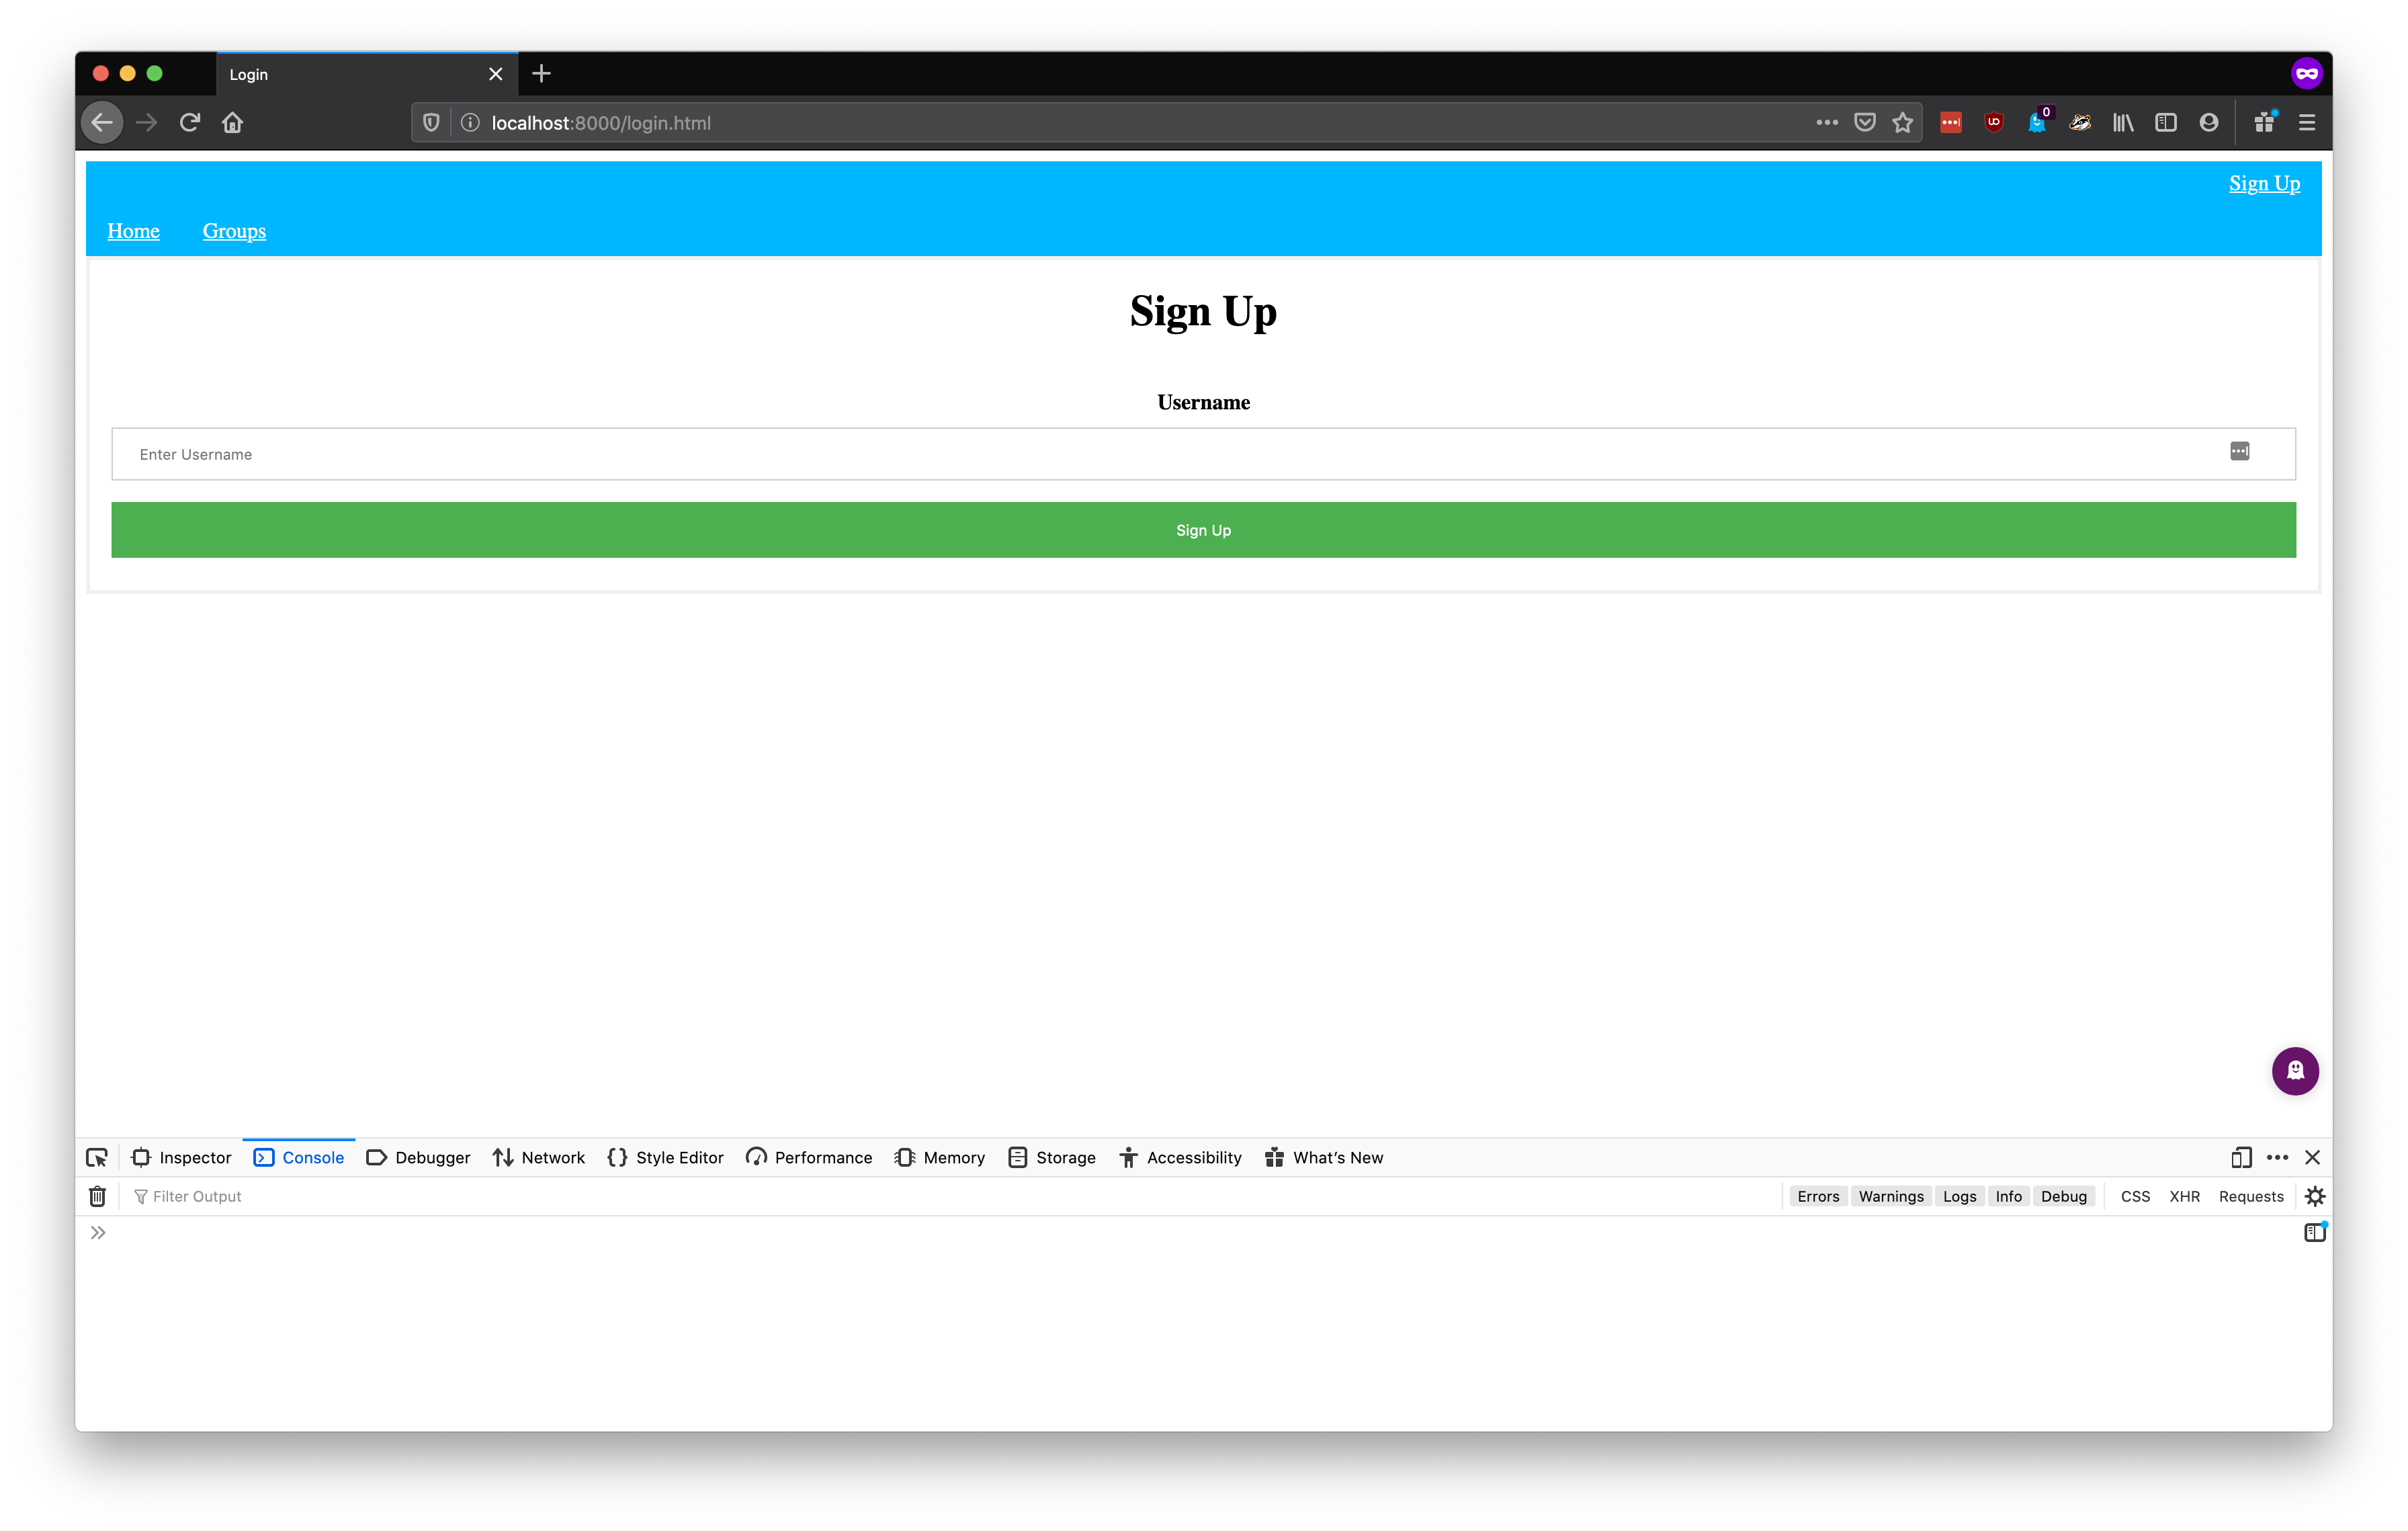 Login
localhost:8000/login.html
0
Sign Up
Home Groups
Sign Up
Username
Enter Username
Sign Up
Inspector Console Debugger Network Style Editor Performance Memory Storage Accessibility What's New
Filter Output Errors Warnings Logs Info Debug CSS XHR Requests